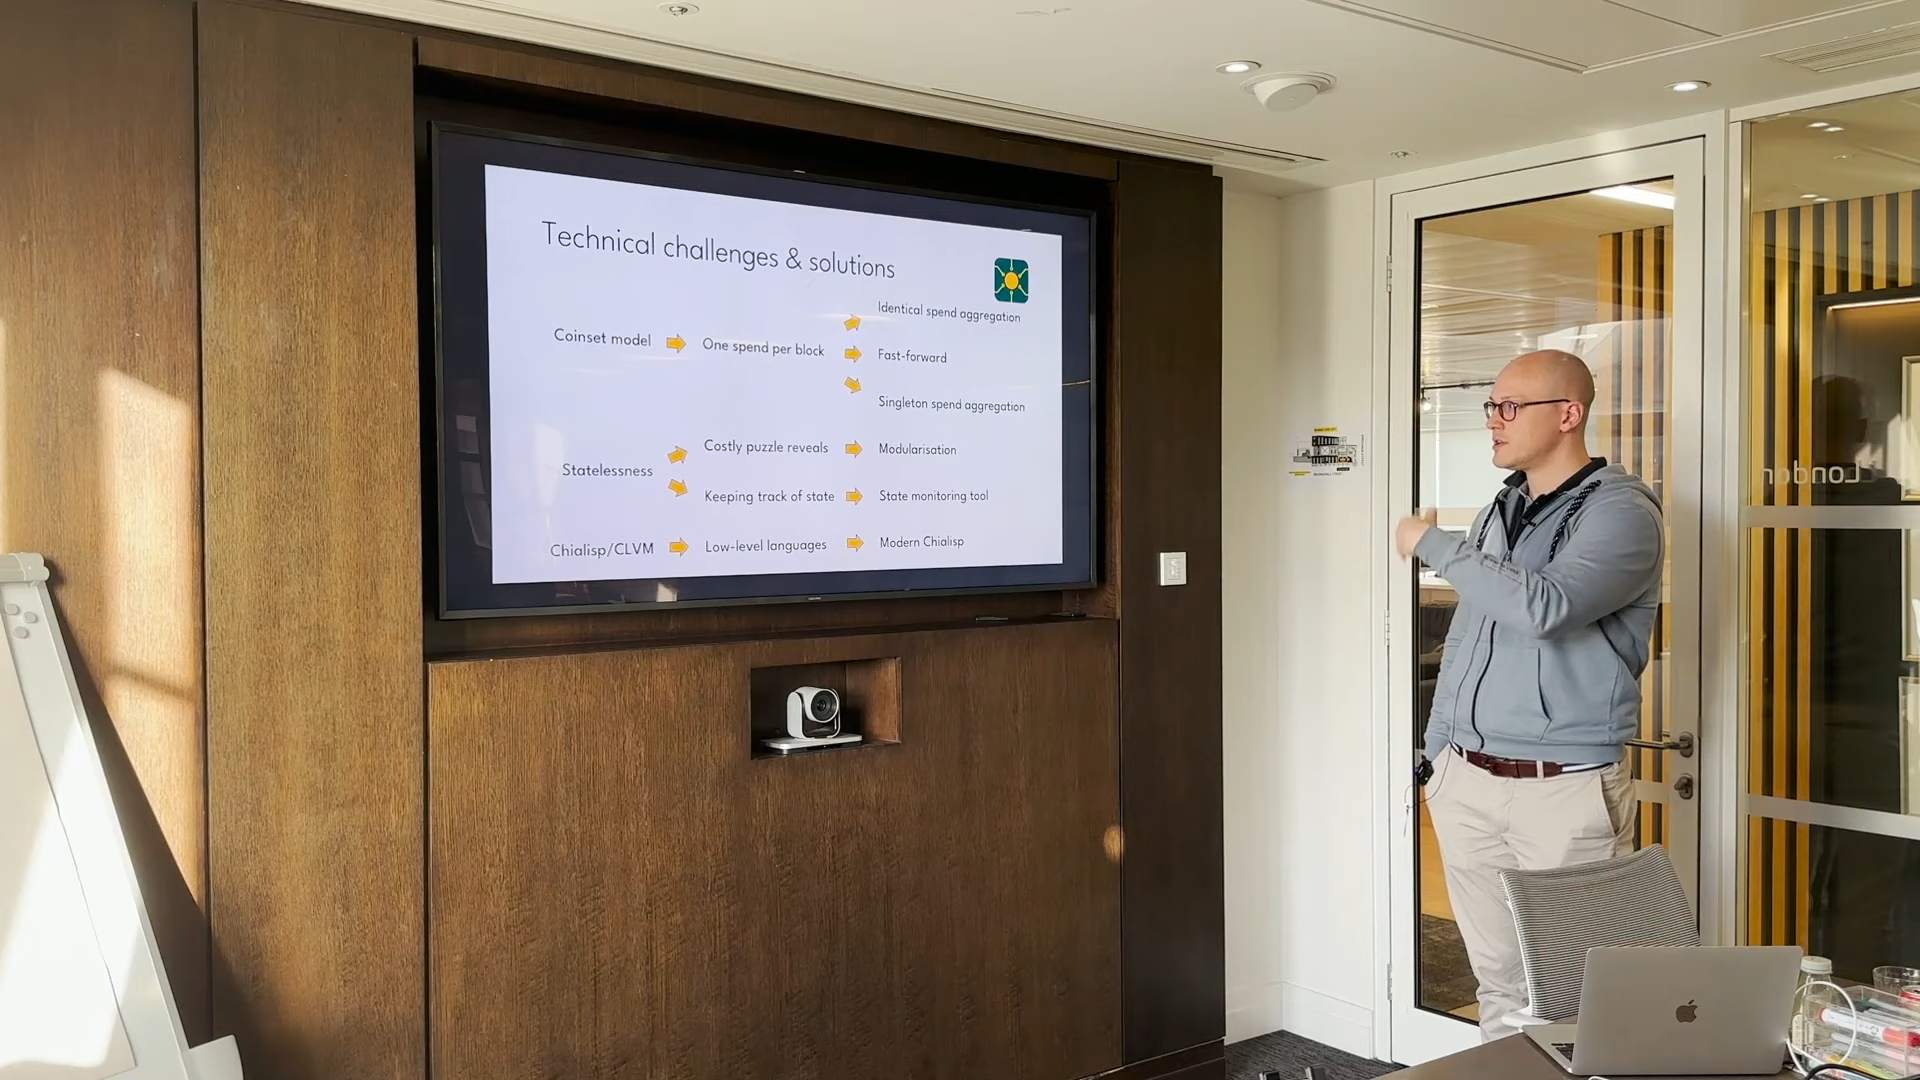 Technical challenges & solutions
Identical spend aggregation
Coinset model
One spend per block
Fast-forward
Singleton spend aggregation
Costly puzzle reveals
Modularisation
Statelessness
Keeping track of state
State monitoring tool
Chialisp/CLVM
Low-level languages
Modern Chialisp
London